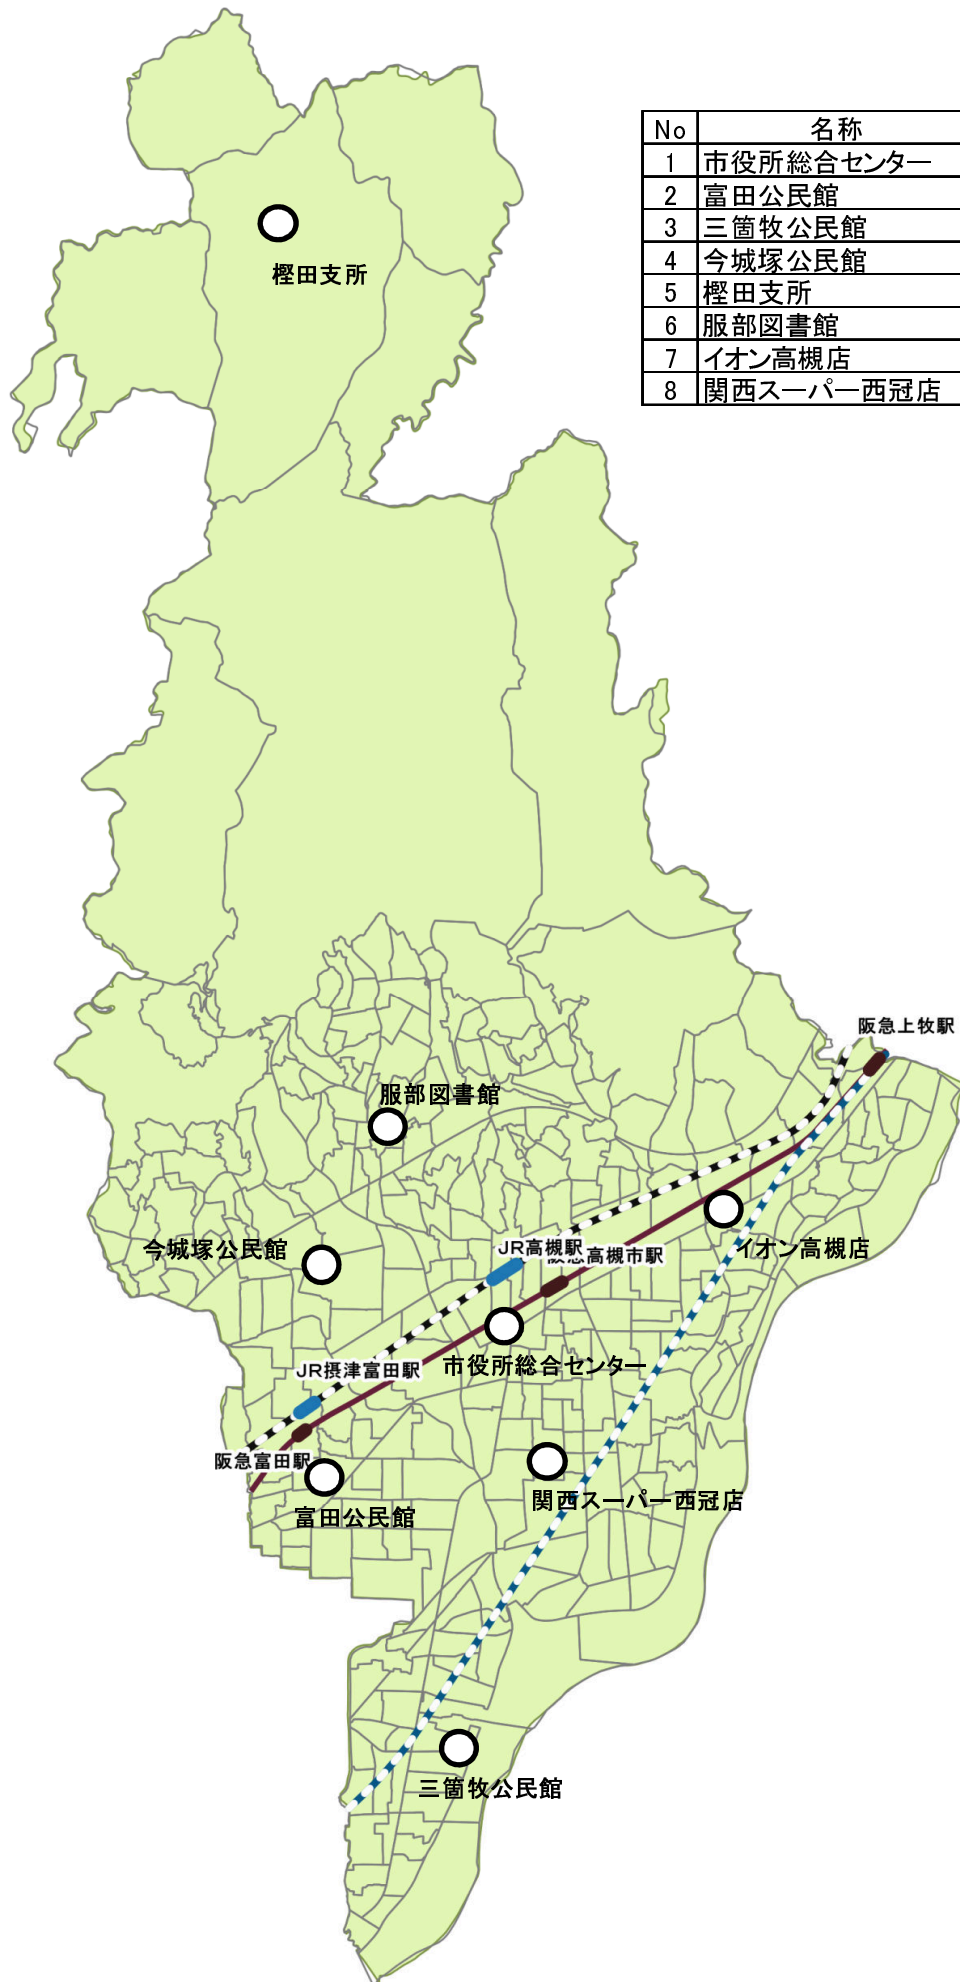 No 名称
1 市役所総合センター
2 富田公民館
3 三箇牧公民館
4 今城塚公民館
5 樫田支所
6 服部図書館
7 イオン高槻店
8 関西スーパー西冠店
樫田支所
阪急上牧駅
服部図書館
今城塚公民館
イオン高槻店
JR高槻駅
阪急高槻市駅
市役所総合センター
JR摂津富田駅
阪急富田駅
富田公民館
関西スーパー西冠店
三箇牧公民館